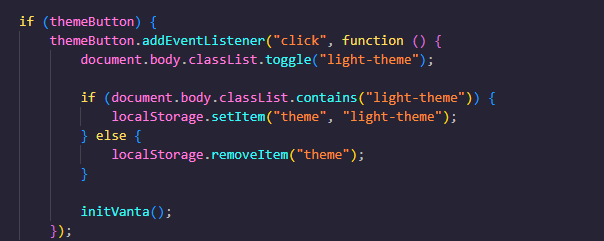 if (themeButton) {
themeButton.addEventListener("click", function () {
document.body.classList.toggle("light-theme");
if (document.body.classList.contains("light-theme")) {
localStorage.setItem("theme", "light-theme");
} else {
localStorage.removeItem("theme");
}
initVanta();
});